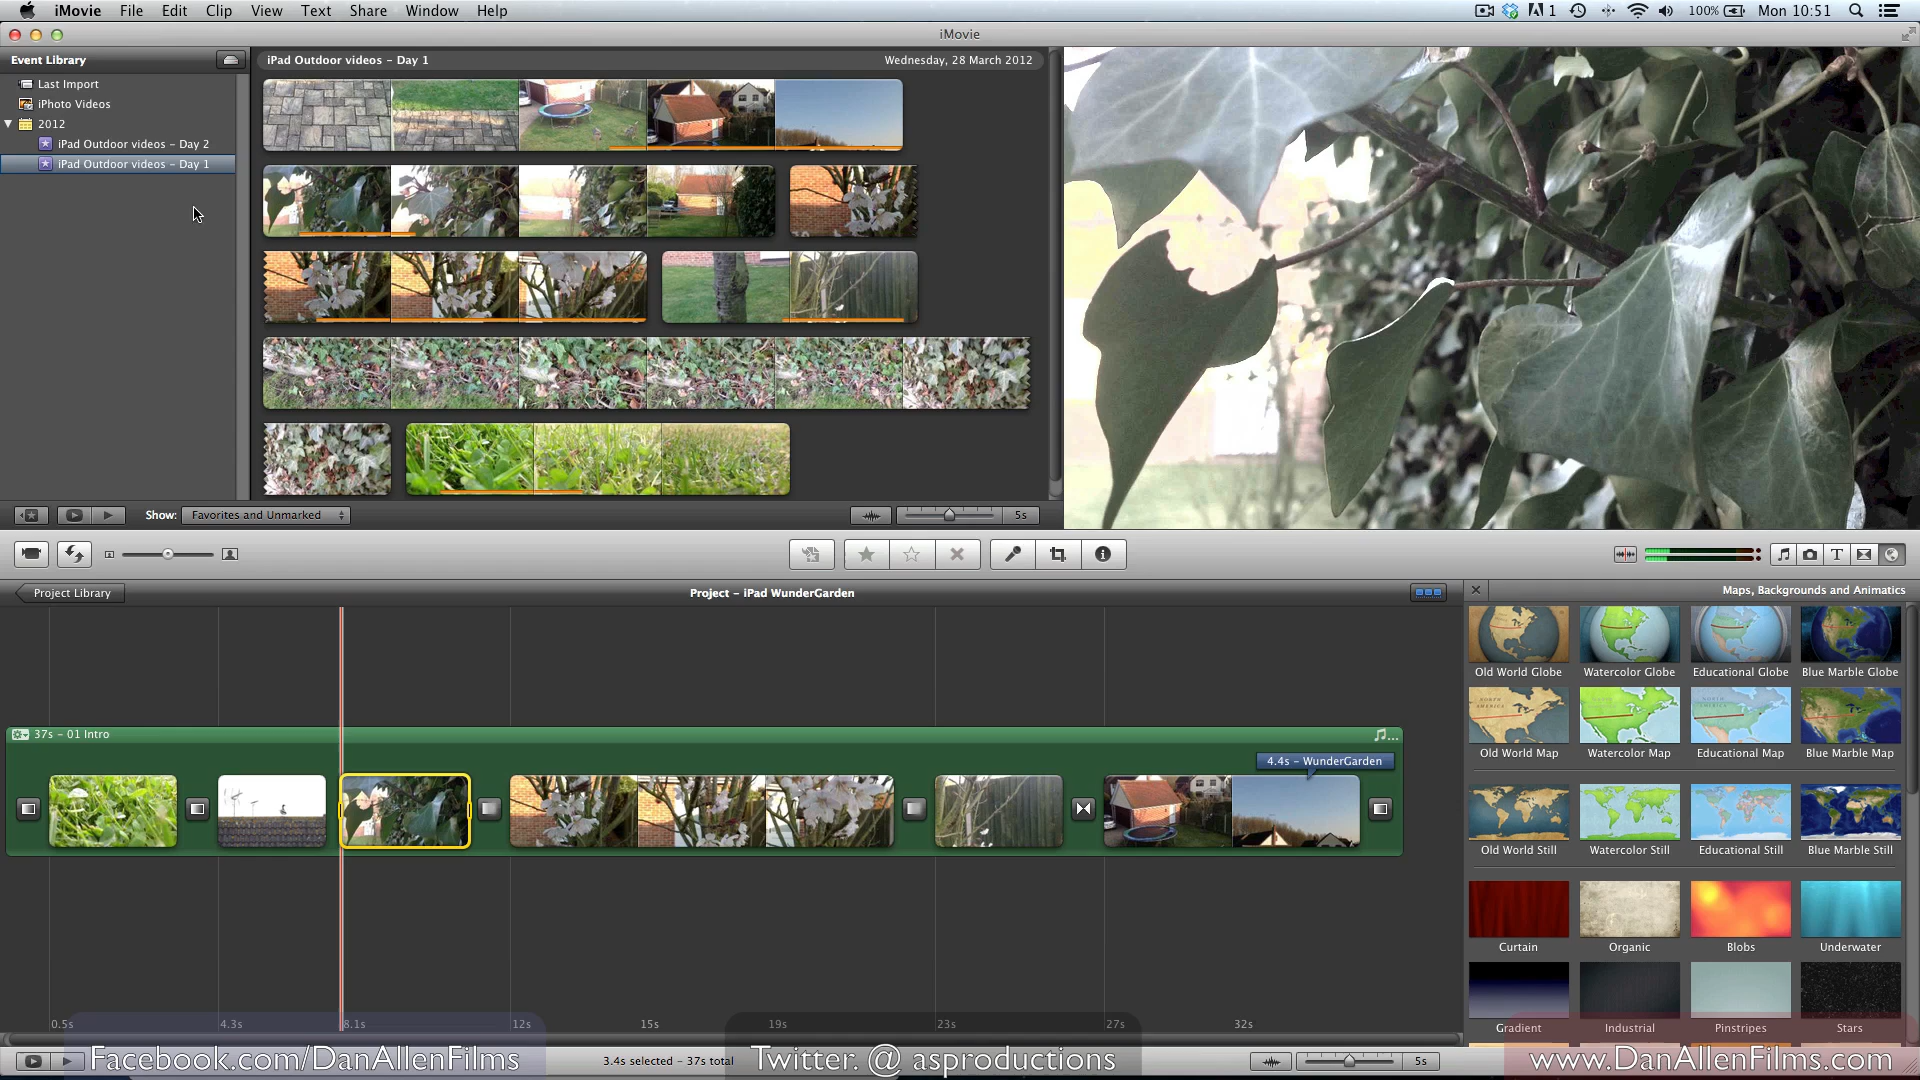 iMovie File Edit Clip View Text Share Window Help
1 100% Mon 10:51
iMovie
Event Library
Last Import
iPhoto Videos
2012
iPad Outdoor videos - Day 2
iPad Outdoor videos - Day 1
iPad Outdoor videos - Day 1
Wednesday, 28 March 2012
Show: Favorites and Unmarked
5s
Project Library
Project - iPad WunderGarden
Maps, Backgrounds and Animatics
Old World Globe Watercolor Globe Educational Globe Blue Marble Globe
Old World Map Watercolor Map Educational Map Blue Marble Map
Old World Still Watercolor Still Educational Still Blue Marble Still
Curtain Organic Blobs Underwater
Gradient Industrial Pinstripes Stars
37s - 01 Intro
4.4s - WunderGarden
0.5s 4.3s 8.1s 12s 15s 19s 23s 27s 32s
Facebook.com/DanAllenFilms
3.4s selected - 37s total
Twitter. @ asproductions
5s
www.DanAllenFilms.com